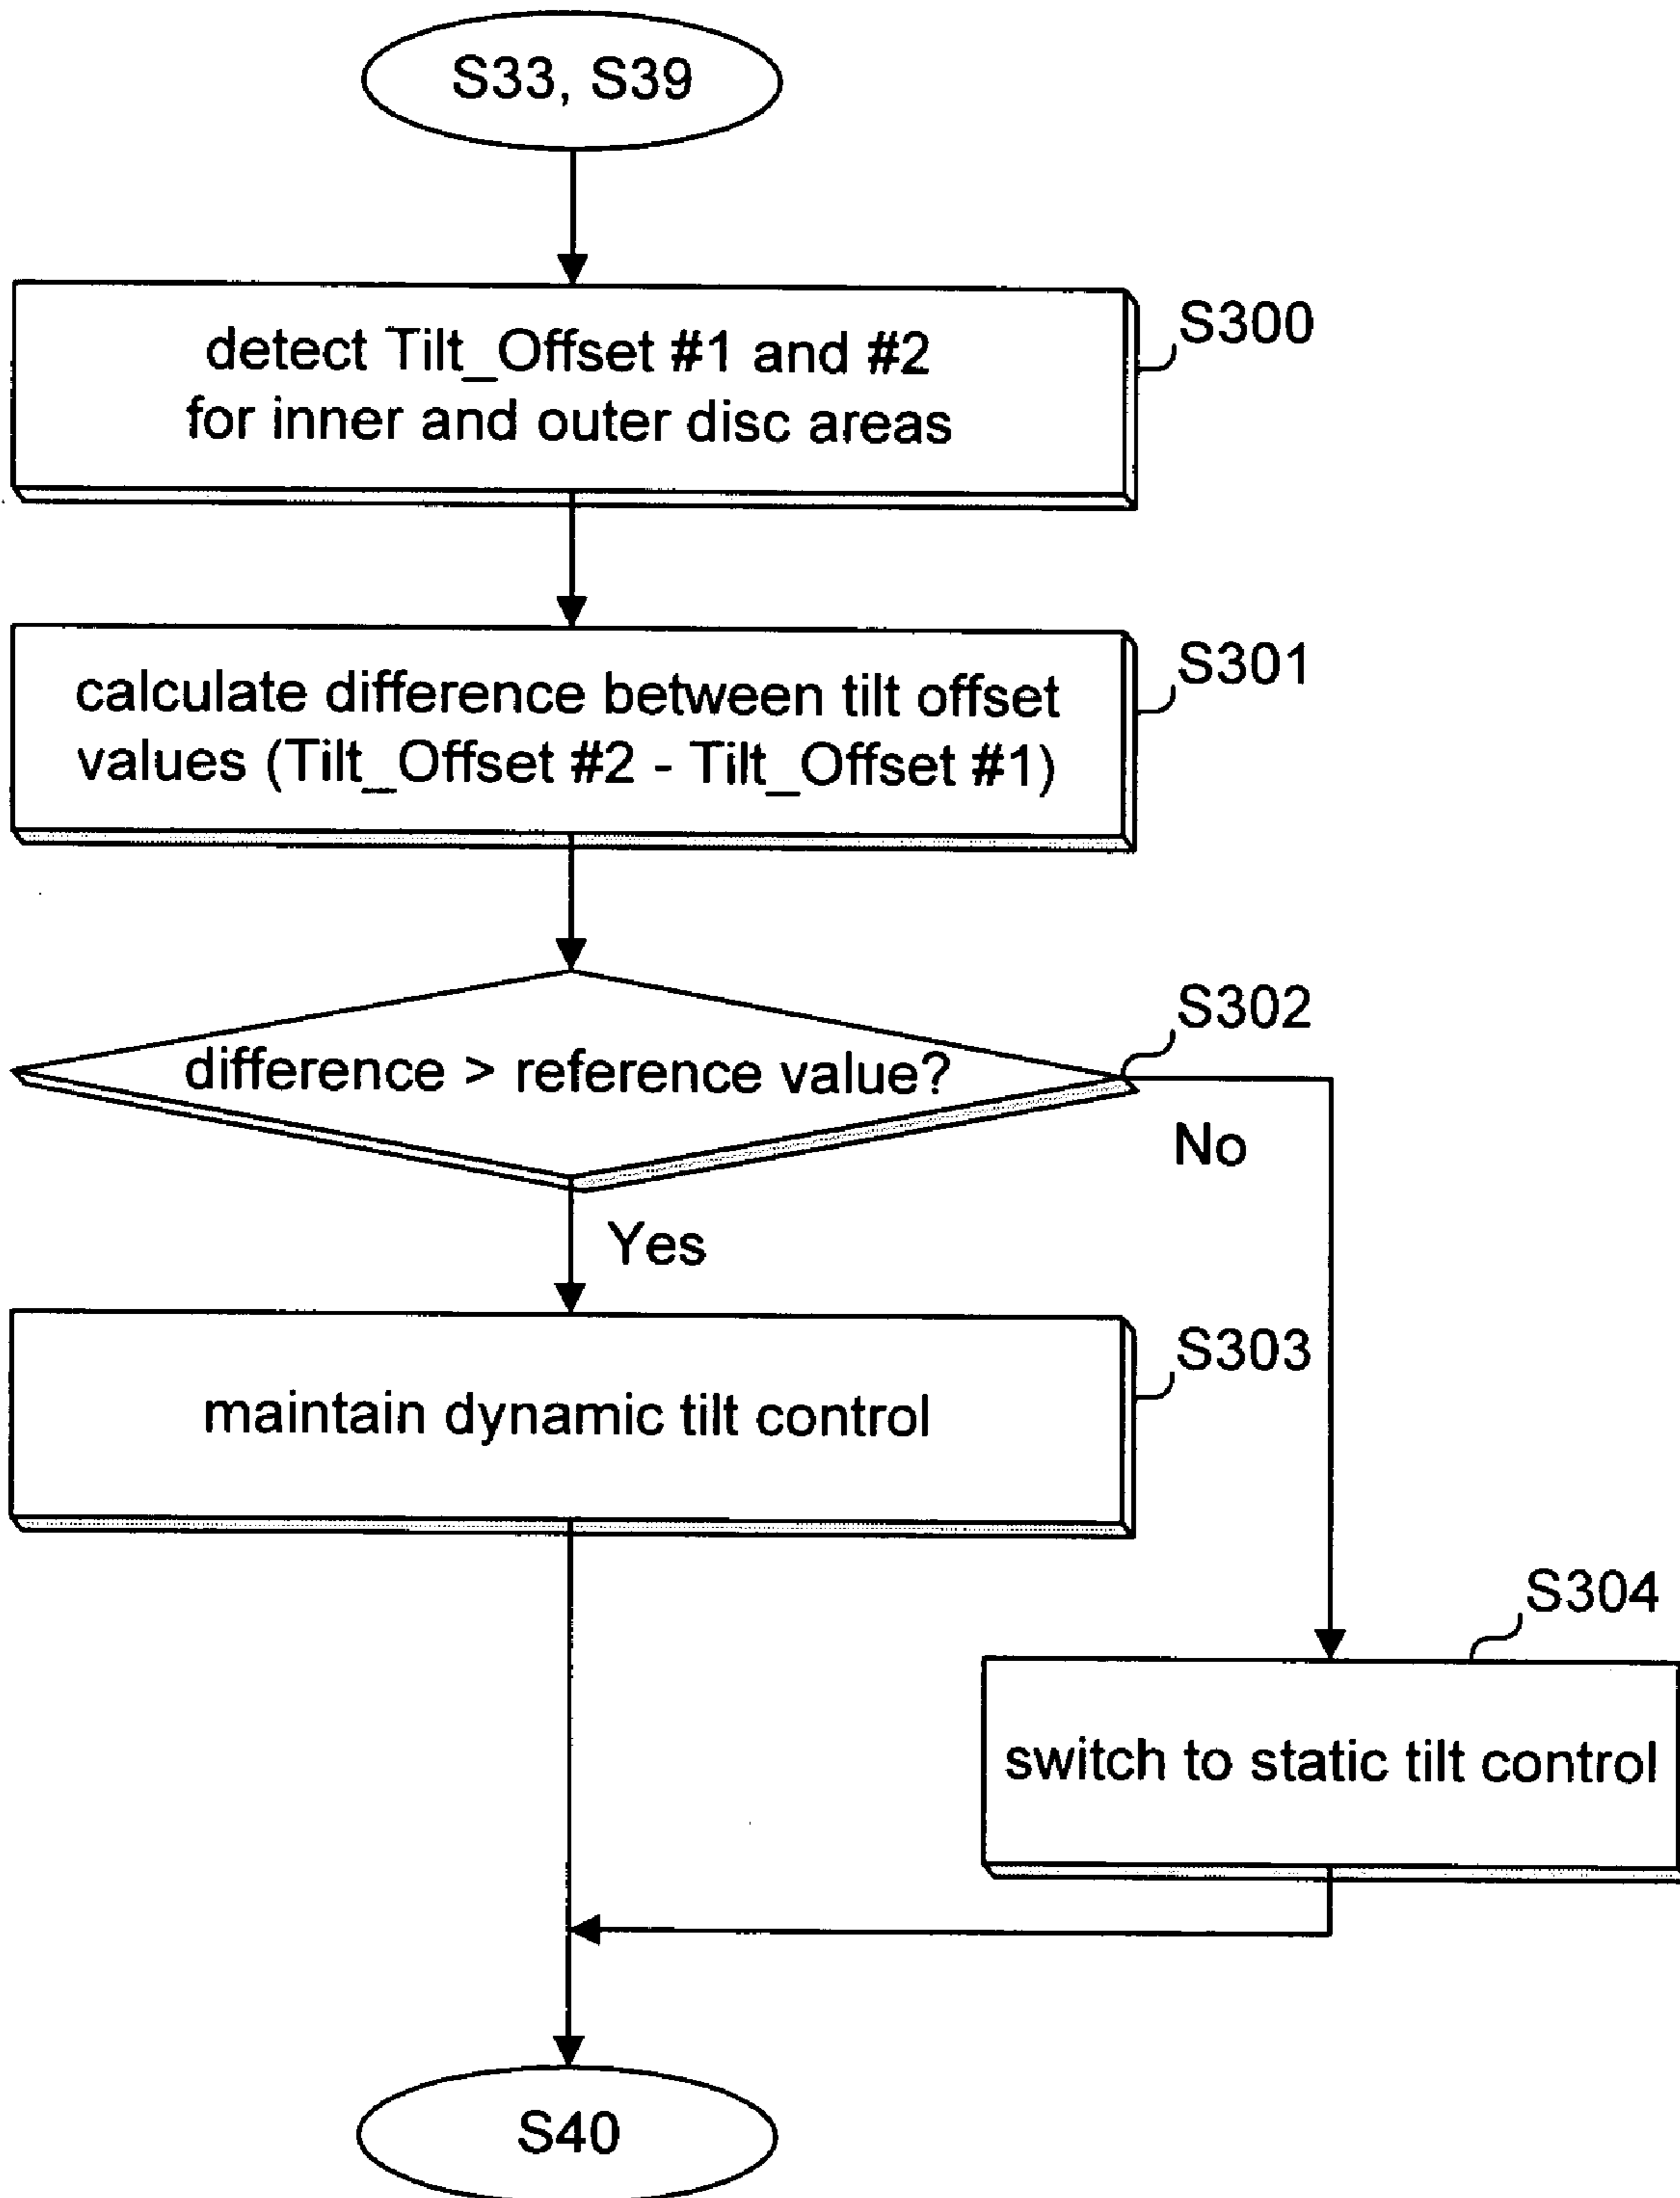 S33, S39
S300
detect Tilt_Offset #1 and #2
for inner and outer disc areas
S301
calculate difference between tilt offset
values (Tilt_Offset #2 - Tilt_Offset #1)
S302
difference > reference value?
No
Yes
S303
maintain dynamic tilt control
S304
switch to static tilt control
S40